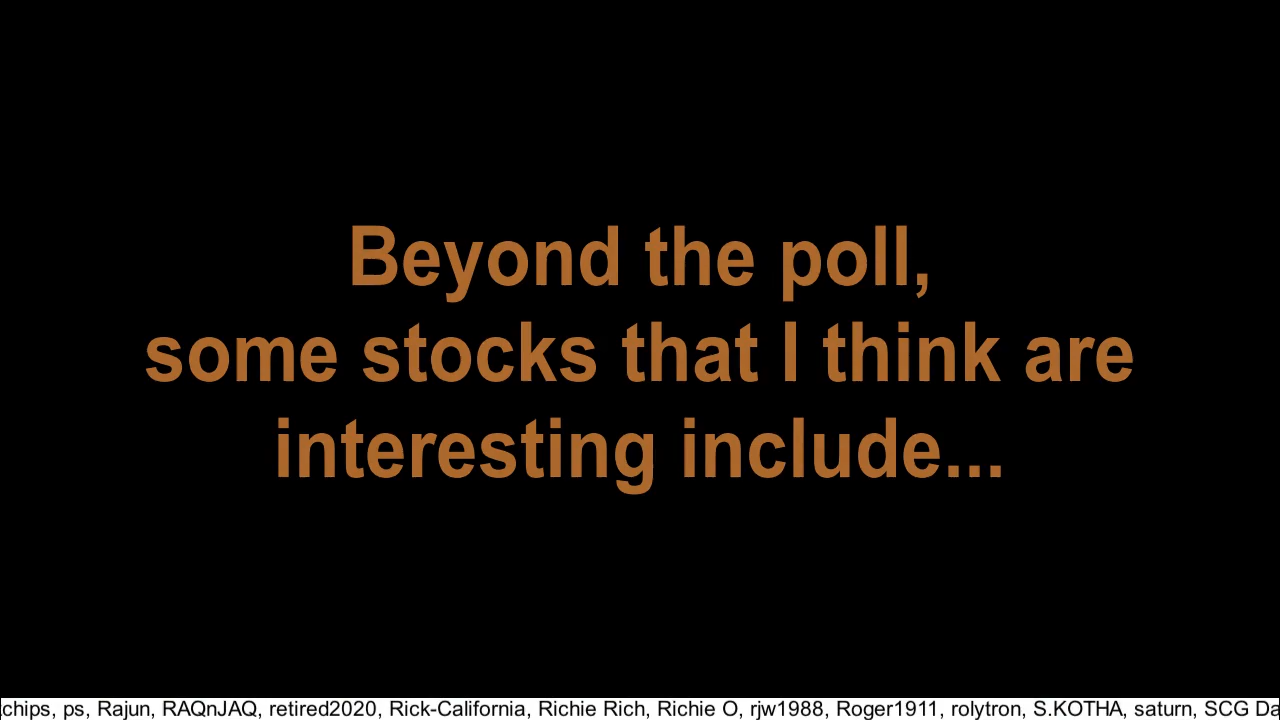 Beyond the poll,
some stocks that I think are
interesting include...
chips, ps, Rajun, RAQnJAQ, retired2020, Rick-California, Richie Rich, Richie O, rjw1988, Roger1911, rolytron, S.KOTHA, saturn, SCG Da